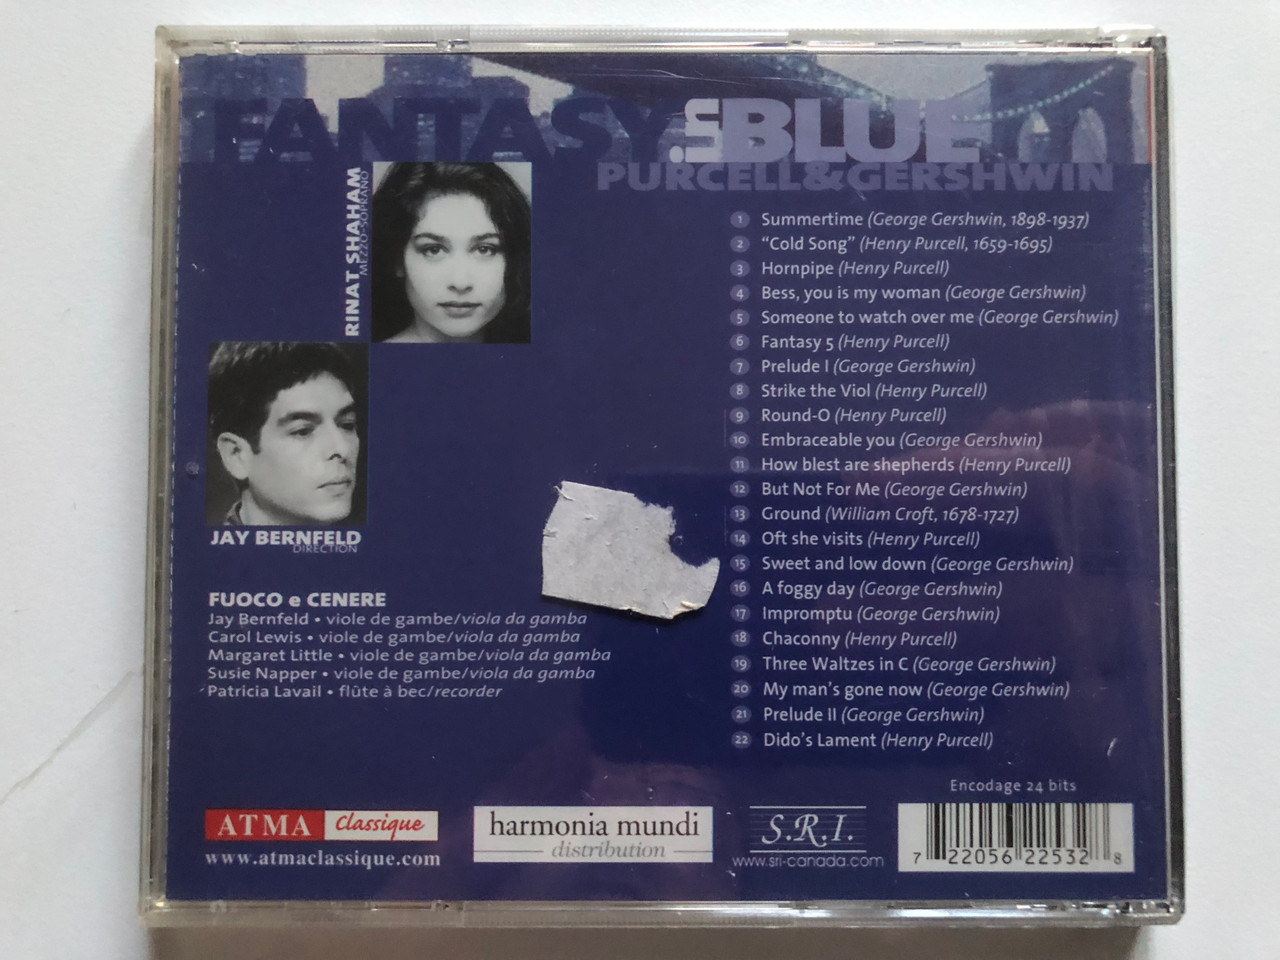 FANTASY in BLUE
PURCELL&GERSHWIN
RINAT SHAHAM
MEZZO-SOPRANO
JAY BERNFELD
DIRECTION
FUOCO e CENERE
Jay Bernfeld • viole de gambe/viola da gamba
Carol Lewis • viole de gambe/viola da gamba
Margaret Little • viole de gambe/viola da gamba
Susie Napper • viole de gambe/viola da gamba
Patricia Lavail • flûte à bec/recorder
1 Summertime (George Gershwin, 1898-1937)
2 “Cold Song” (Henry Purcell, 1659-1695)
3 Hornpipe (Henry Purcell)
4 Bess, you is my woman (George Gershwin)
5 Someone to watch over me (George Gershwin)
6 Fantasy 5 (Henry Purcell)
7 Prelude I (George Gershwin)
8 Strike the Viol (Henry Purcell)
9 Round-O (Henry Purcell)
10 Embraceable you (George Gershwin)
11 How blest are shepherds (Henry Purcell)
12 But Not For Me (George Gershwin)
13 Ground (William Croft, 1678-1727)
14 Oft she visits (Henry Purcell)
15 Sweet and low down (George Gershwin)
16 A foggy day (George Gershwin)
17 Impromptu (George Gershwin)
18 Chaconny (Henry Purcell)
19 Three Waltzes in C (George Gershwin)
20 My man's gone now (George Gershwin)
21 Prelude II (George Gershwin)
22 Dido's Lament (Henry Purcell)
Encodage 24 bits
ATMA classique
www.atmaclassique.com
harmonia mundi
distribution
S.R.I.
www.sri-canada.com
7 22056 22532 8